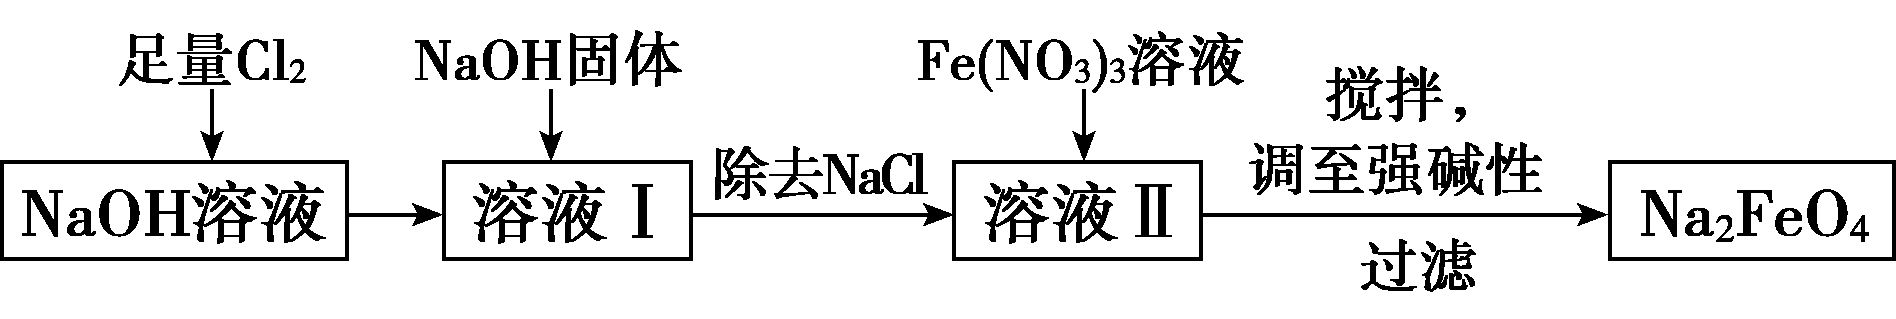 足量Cl₂
NaOH固体
Fe(NO₃)₃溶液
搅拌，
调至强碱性
除去NaCl
NaOH溶液
溶液Ⅰ
溶液Ⅱ
Na₂FeO₄
过滤